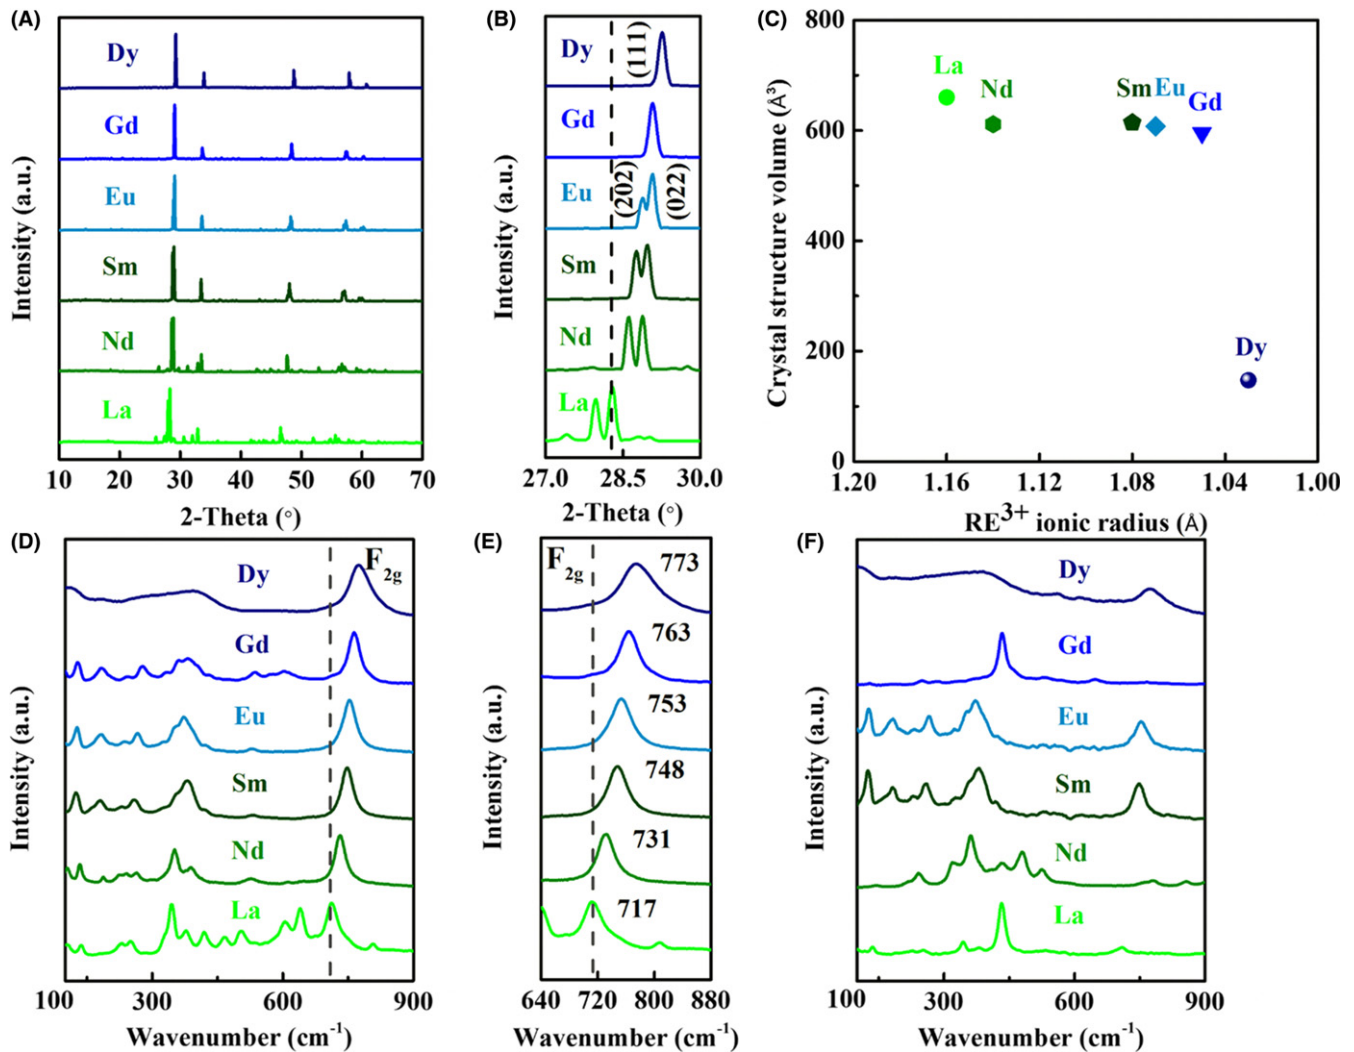 (A)
Dy
Gd
Eu
Sm
Nd
La
Intensity (a.u.)
10 20 30 40 50 60 70
2-Theta (°)
(B)
Dy
(111)
Gd
Eu
(202)
(022)
Sm
Nd
La
Intensity (a.u.)
27.0 28.5 30.0
2-Theta (°)
(C)
800
600
400
200
0
Crystal structure volume (Å³)
La
Nd
Sm
Eu
Gd
Dy
1.20 1.16 1.12 1.08 1.04 1.00
RE³⁺ ionic radius (Å)
(D)
F2g
Dy
Gd
Eu
Sm
Nd
La
Intensity (a.u.)
100 300 600 900
Wavenumber (cm⁻¹)
(E)
F2g
773
763
753
748
731
717
Intensity (a.u.)
640 720 800 880
Wavenumber (cm⁻¹)
(F)
Dy
Gd
Eu
Sm
Nd
La
Intensity (a.u.)
100 300 600 900
Wavenumber (cm⁻¹)